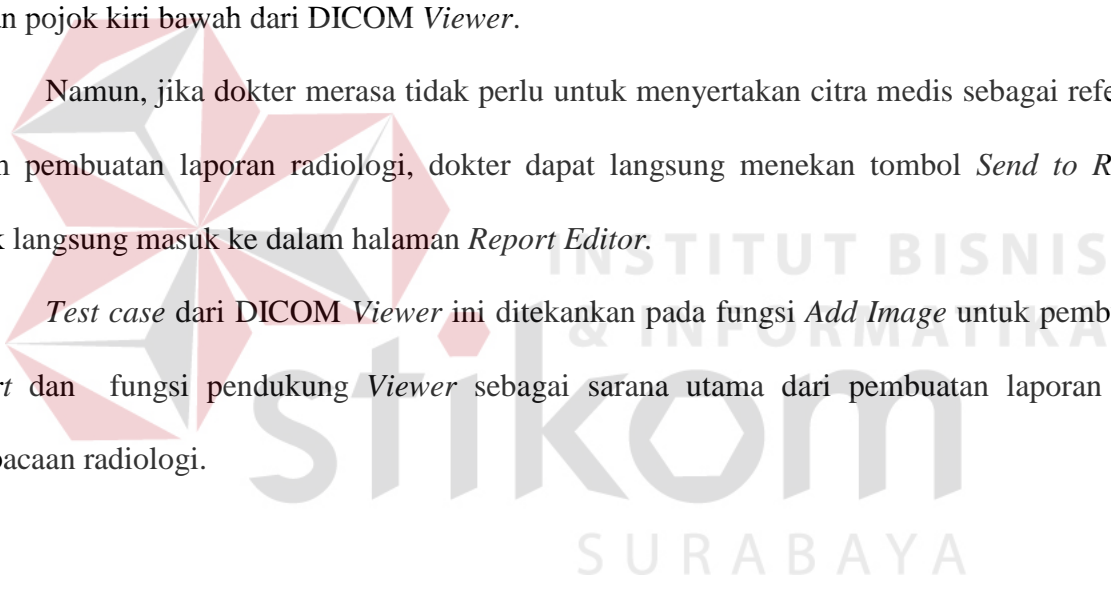 n pojok kiri bawah dari DICOM Viewer.
Namun, jika dokter merasa tidak perlu untuk menyertakan citra medis sebagai refe
pembuatan laporan radiologi, dokter dapat langsung menekan tombol Send to R
langsung masuk ke dalam halaman Report Editor.
INSTITUT BISNIS
Test case dari DICOM Viewer ini ditekankan pada fungsi Add Image untuk pemb
& INFORMATIKA
rt dan fungsi pendukung Viewer sebagai sarana utama dari pembuatan laporan
stikom
acaan radiologi.
SURABAYA